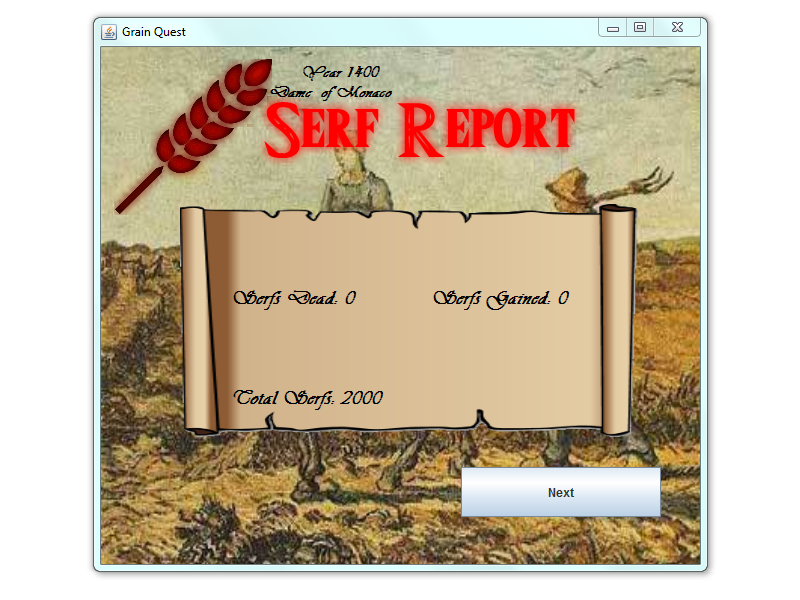 Grain Quest
Year 1400
Dame of Monaco
Serf Report
Serfs Dead: 0
Serfs Gained: 0
Total Serfs: 2000
Next